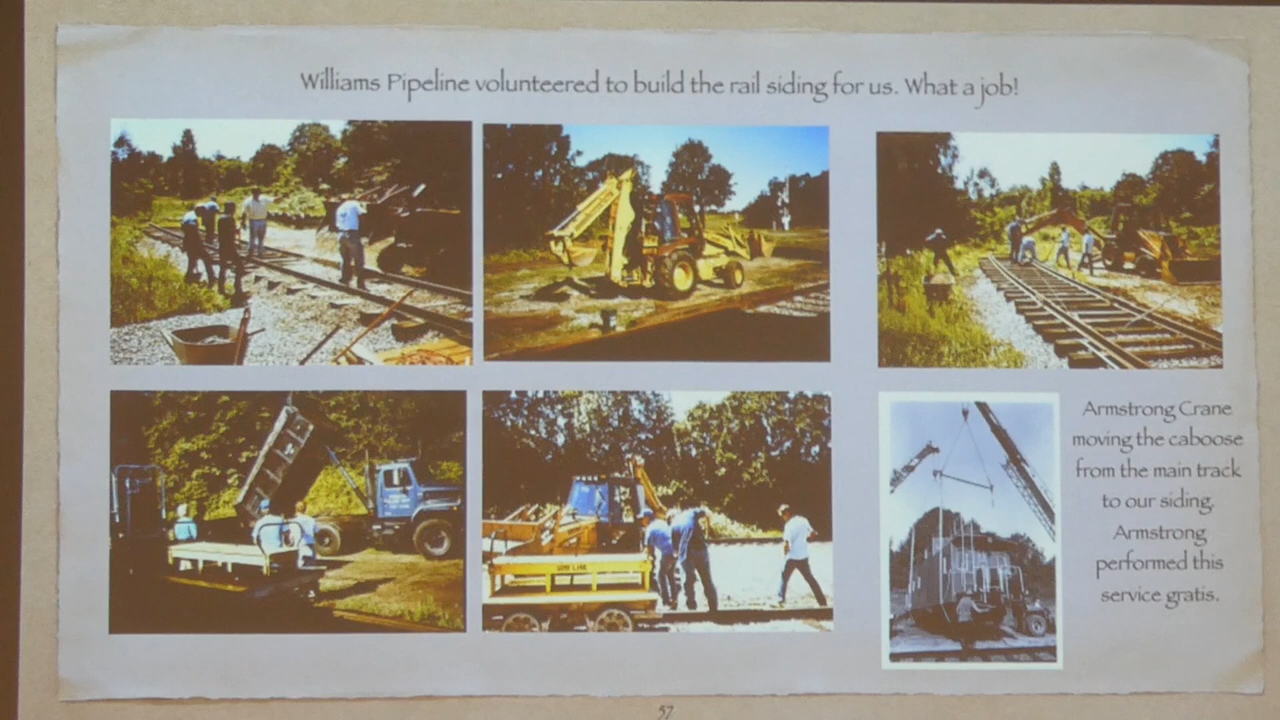 Williams Pipeline volunteered to build the rail siding for us. What a job!
Armstrong Crane
moving the caboose
from the main track
to our siding.
Armstrong
performed this
service gratis.
57